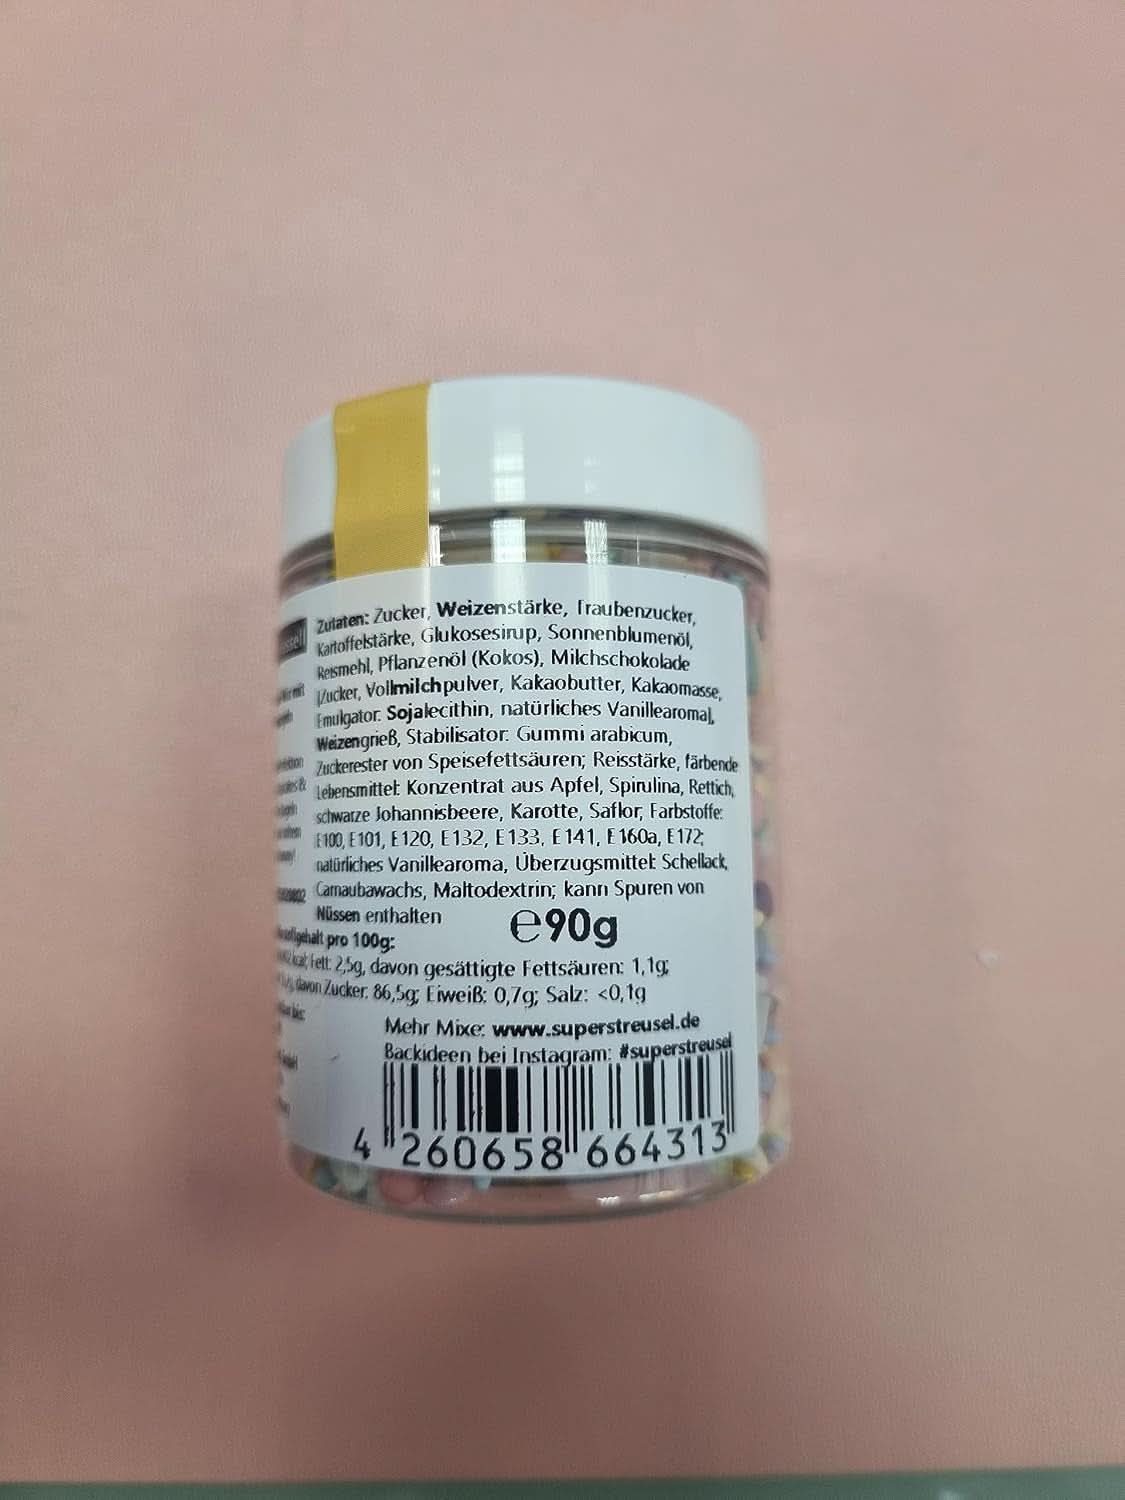 Zutaten: Zucker, Weizenstärke, Traubenzucker,
Kartoffelstärke, Glukosesirup, Sonnenblumenöl,
Reismehl, Pflanzenöl (Kokos), Milchschokolade
[Zucker, Vollmilchpulver, Kakaobutter, Kakaomasse,
Emulgator: Sojalecithin, natürliches Vanillearoma],
Weizengrieß, Stabilisator: Gummi arabicum,
Zuckerester von Speisefettsäuren; Reisstärke, färbende
Lebensmittel: Konzentrat aus Apfel, Spirulina, Rettich,
schwarze Johannisbeere, Karotte, Saflor, Farbstoffe:
E100, E101, E120, E132, E133, E141, E160a, E172;
natürliches Vanillearoma, Überzugsmittel: Schellack,
Carnaubawachs, Maltodextrin; kann Spuren von
Nüssen enthalten
e90g
pro 100g:
Fett: 2,5g, davon gesättigte Fettsäuren: 1,1g;
davon Zucker: 86,5g; Eiweiß: 0,7g; Salz: <0,1g
Mehr Mixe: www.superstreusel.de
Backideen bei Instagram: #superstreusel
4 260658 664313